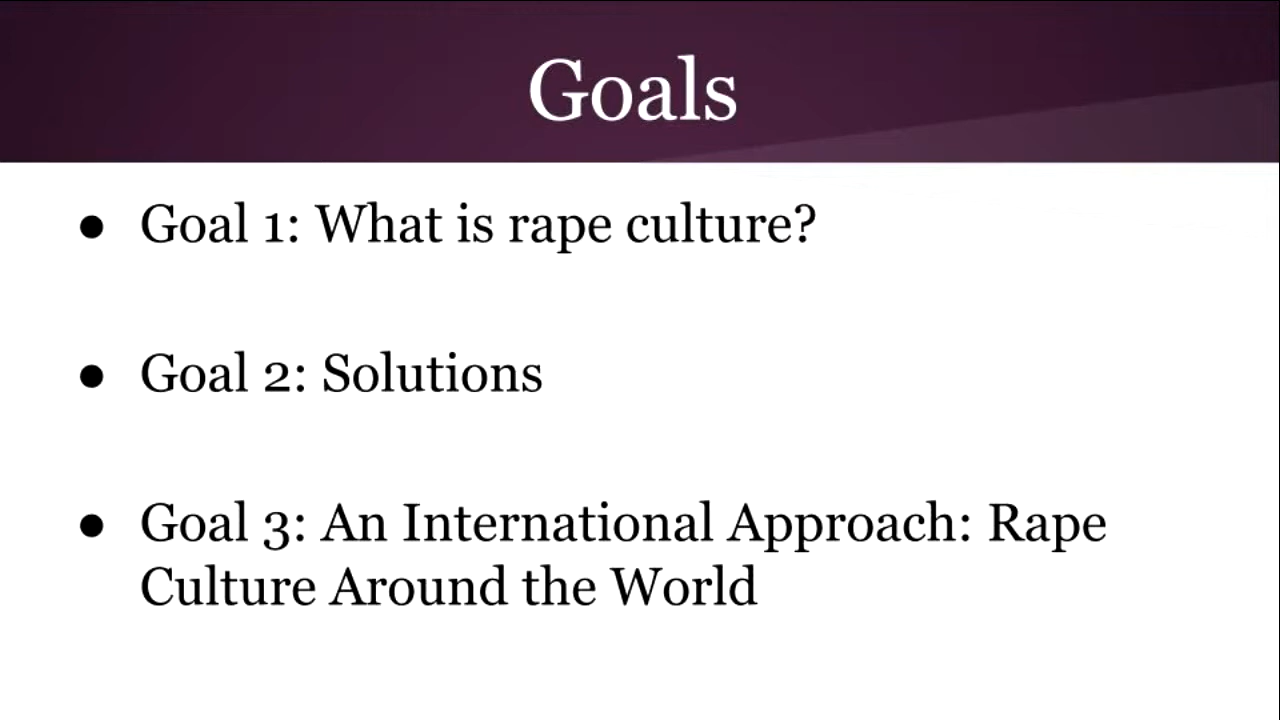 Goals
● Goal 1: What is rape culture?
● Goal 2: Solutions
● Goal 3: An International Approach: Rape
Culture Around the World